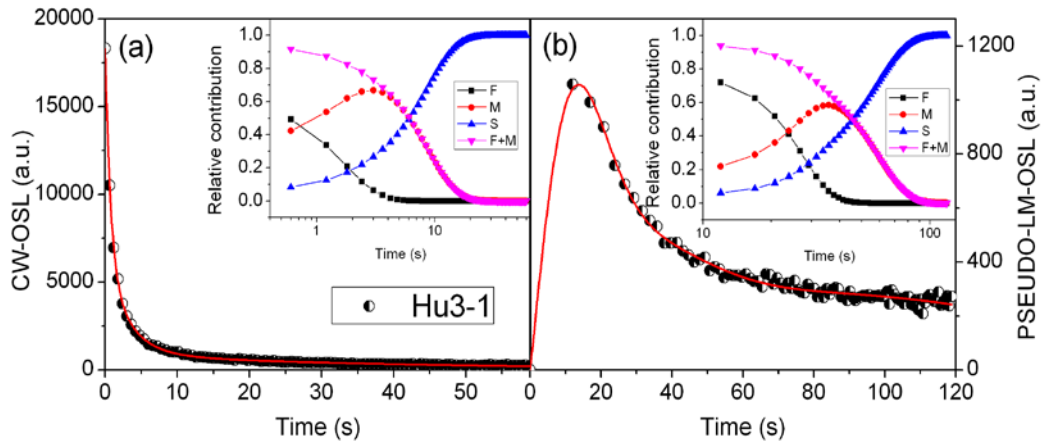 (a)
CW-OSL (a.u.)
20000
15000
10000
5000
0
0 10 20 30 40 50
Time (s)
Hu3-1
Relative contribution
1.0
0.8
0.6
0.4
0.2
0.0
1 10
Time (s)
F
M
S
F+M
(b)
PSEUDO-LM-OSL (a.u.)
1200
900
600
300
0
0 20 40 60 80 100 120
Time (s)
Relative contribution
1.0
0.8
0.6
0.4
0.2
0.0
10 100
Time (s)
F
M
S
F+M